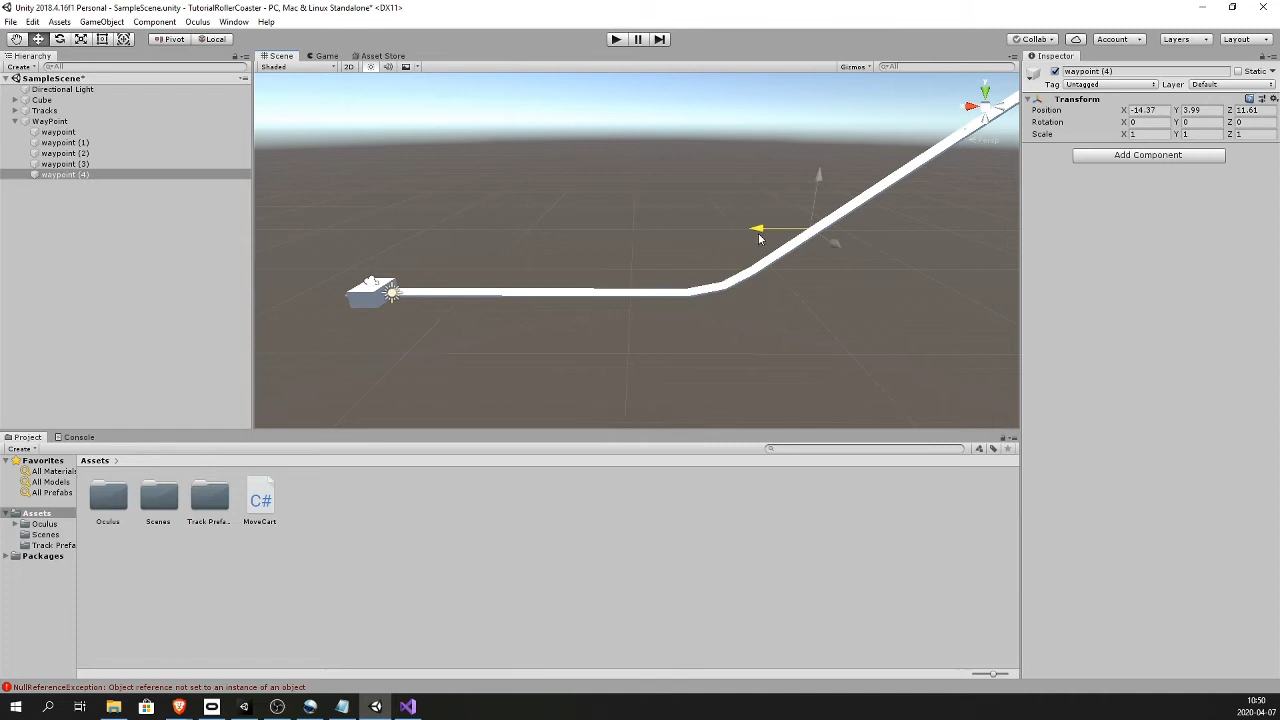 Unity 2018.4.16f1 Personal - SampleScene.unity - TutorialRollerCoaster - PC, Mac & Linux Standalone* <DX11>
File Edit Assets GameObject Component Oculus Window Help
Pivot Local Collab Account Layers Layout
Hierarchy Scene Game Asset Store Inspector
Create All Shaded 2D Gizmos All waypoint (4) Static
SampleScene* Tag Untagged Layer Default
Directional Light
Cube
Tracks
WayPoint
waypoint
waypoint (1)
waypoint (2)
waypoint (3)
waypoint (4)
y
Persp
Transform
Position X -14.37 Y 3.99 Z 11.61
Rotation X 0 Y 0 Z 0
Scale X 1 Y 1 Z 1
Add Component
Project Console
Create
Favorites
All Materials
All Models
All Prefabs
Assets
Oculus
Scenes
Track Prefa
Packages
Assets
Oculus Scenes Track Prefa... MoveCart
C#
NullReferenceException: Object reference not set to an instance of an object
10:50
2020-04-07